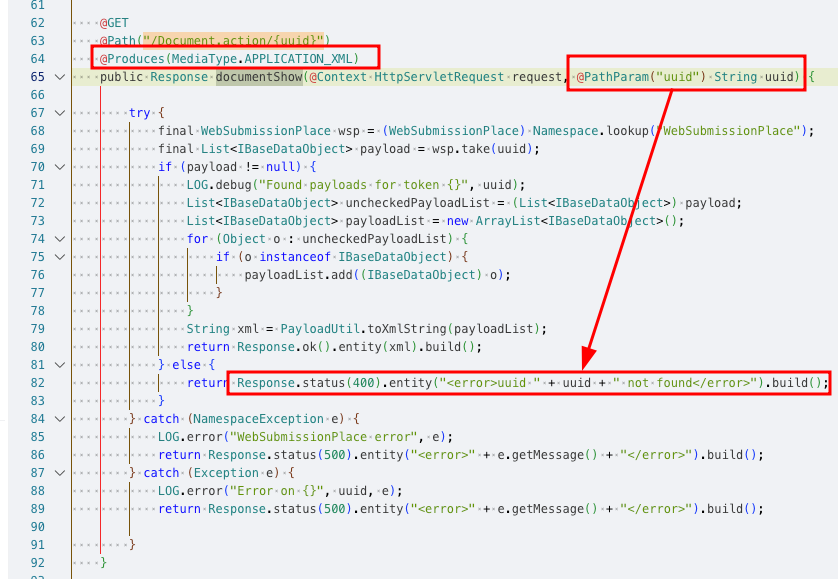 61
62 @GET
63 @Path("/Document.action/{uuid}")
64 @Produces(MediaType.APPLICATION_XML)
65 public Response documentShow(@Context HttpServletRequest request, @PathParam("uuid") String uuid) {
66
67 try {
68 final WebSubmissionPlace wsp = (WebSubmissionPlace) Namespace.lookup("WebSubmissionPlace");
69 final List<IBaseDataObject> payload = wsp.take(uuid);
70 if (payload != null) {
71 LOG.debug("Found payloads for token {}", uuid);
72 List<IBaseDataObject> uncheckedPayloadList = (List<IBaseDataObject>) payload;
73 List<IBaseDataObject> payloadList = new ArrayList<IBaseDataObject>();
74 for (Object o : uncheckedPayloadList) {
75 if (o instanceof IBaseDataObject) {
76 payloadList.add((IBaseDataObject) o);
77 }
78 }
79 String xml = PayloadUtil.toXmlString(payloadList);
80 return Response.ok().entity(xml).build();
81 } else {
82 return Response.status(400).entity("<error>uuid " + uuid + " not found</error>").build();
83 }
84 } catch (NamespaceException e) {
85 LOG.error("WebSubmissionPlace error", e);
86 return Response.status(500).entity("<error>" + e.getMessage() + "</error>").build();
87 } catch (Exception e) {
88 LOG.error("Error on {}", uuid, e);
89 return Response.status(500).entity("<error>" + e.getMessage() + "</error>").build();
90
91 }
92 }